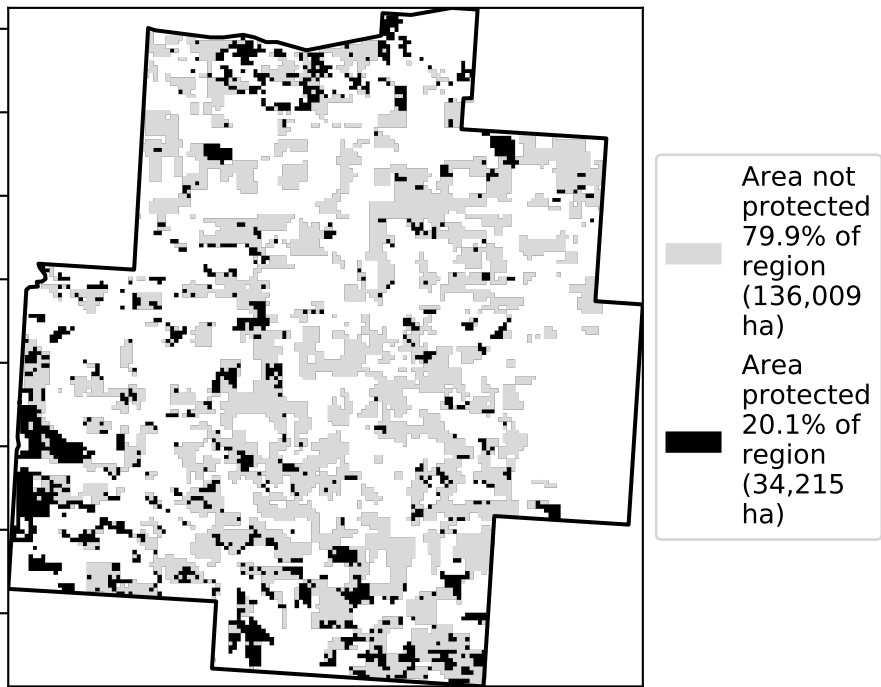 Area not
protected
79.9% of
region
(136,009
ha)
Area
protected
20.1% of
region
(34,215
ha)